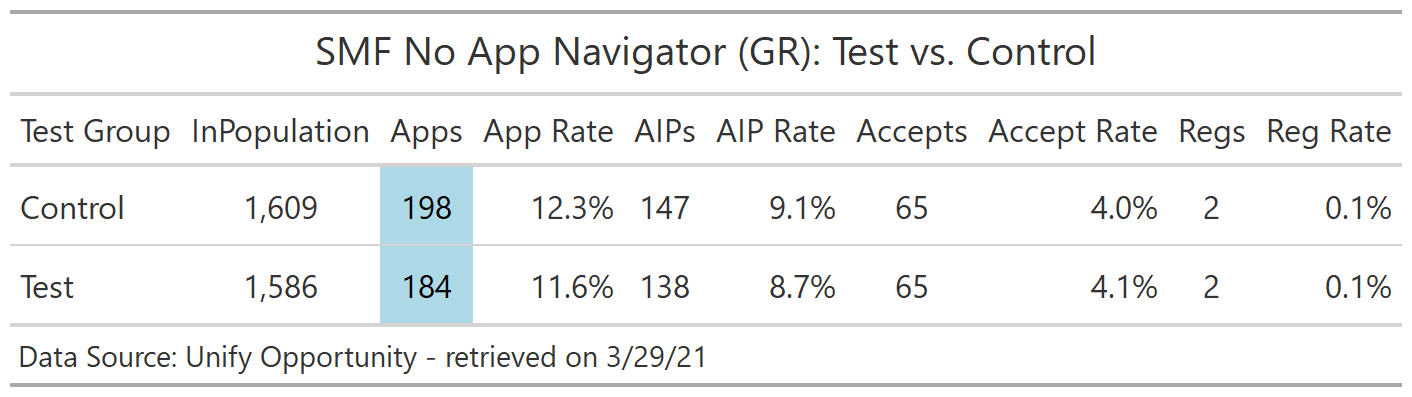 SMF No App Navigator (GR): Test vs. Control
Test Group InPopulation Apps App Rate AIPs AIP Rate Accepts Accept Rate Regs Reg Rate
Control 1,609 198 12.3% 147 9.1% 65 4.0% 2 0.1%
Test 1,586 184 11.6% 138 8.7% 65 4.1% 2 0.1%
Data Source: Unify Opportunity - retrieved on 3/29/21